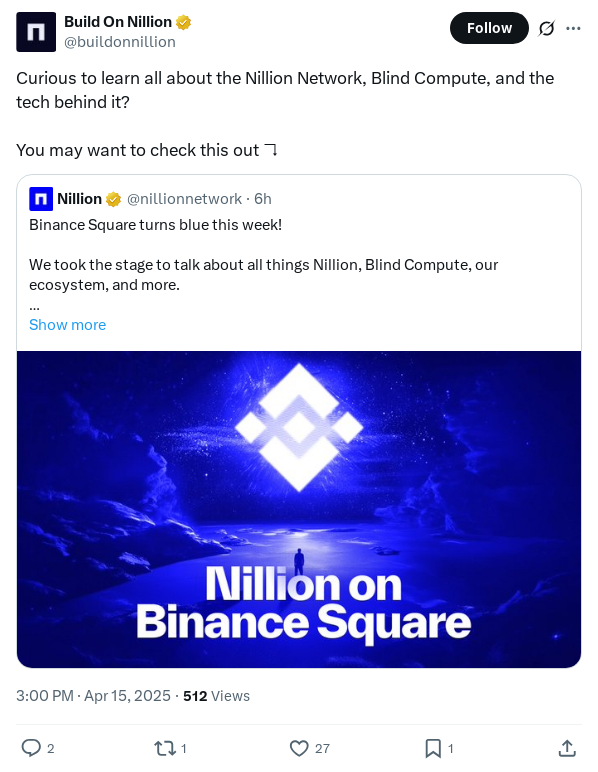 Build On Nillion
@buildonnillion
Follow
Curious to learn all about the Nillion Network, Blind Compute, and the
tech behind it?
You may want to check this out
Nillion @nillionnetwork · 6h
Binance Square turns blue this week!
We took the stage to talk about all things Nillion, Blind Compute, our
ecosystem, and more.
...
Show more
Nillion on
Binance Square
3:00 PM · Apr 15, 2025 · 512 Views
2
1
27
1